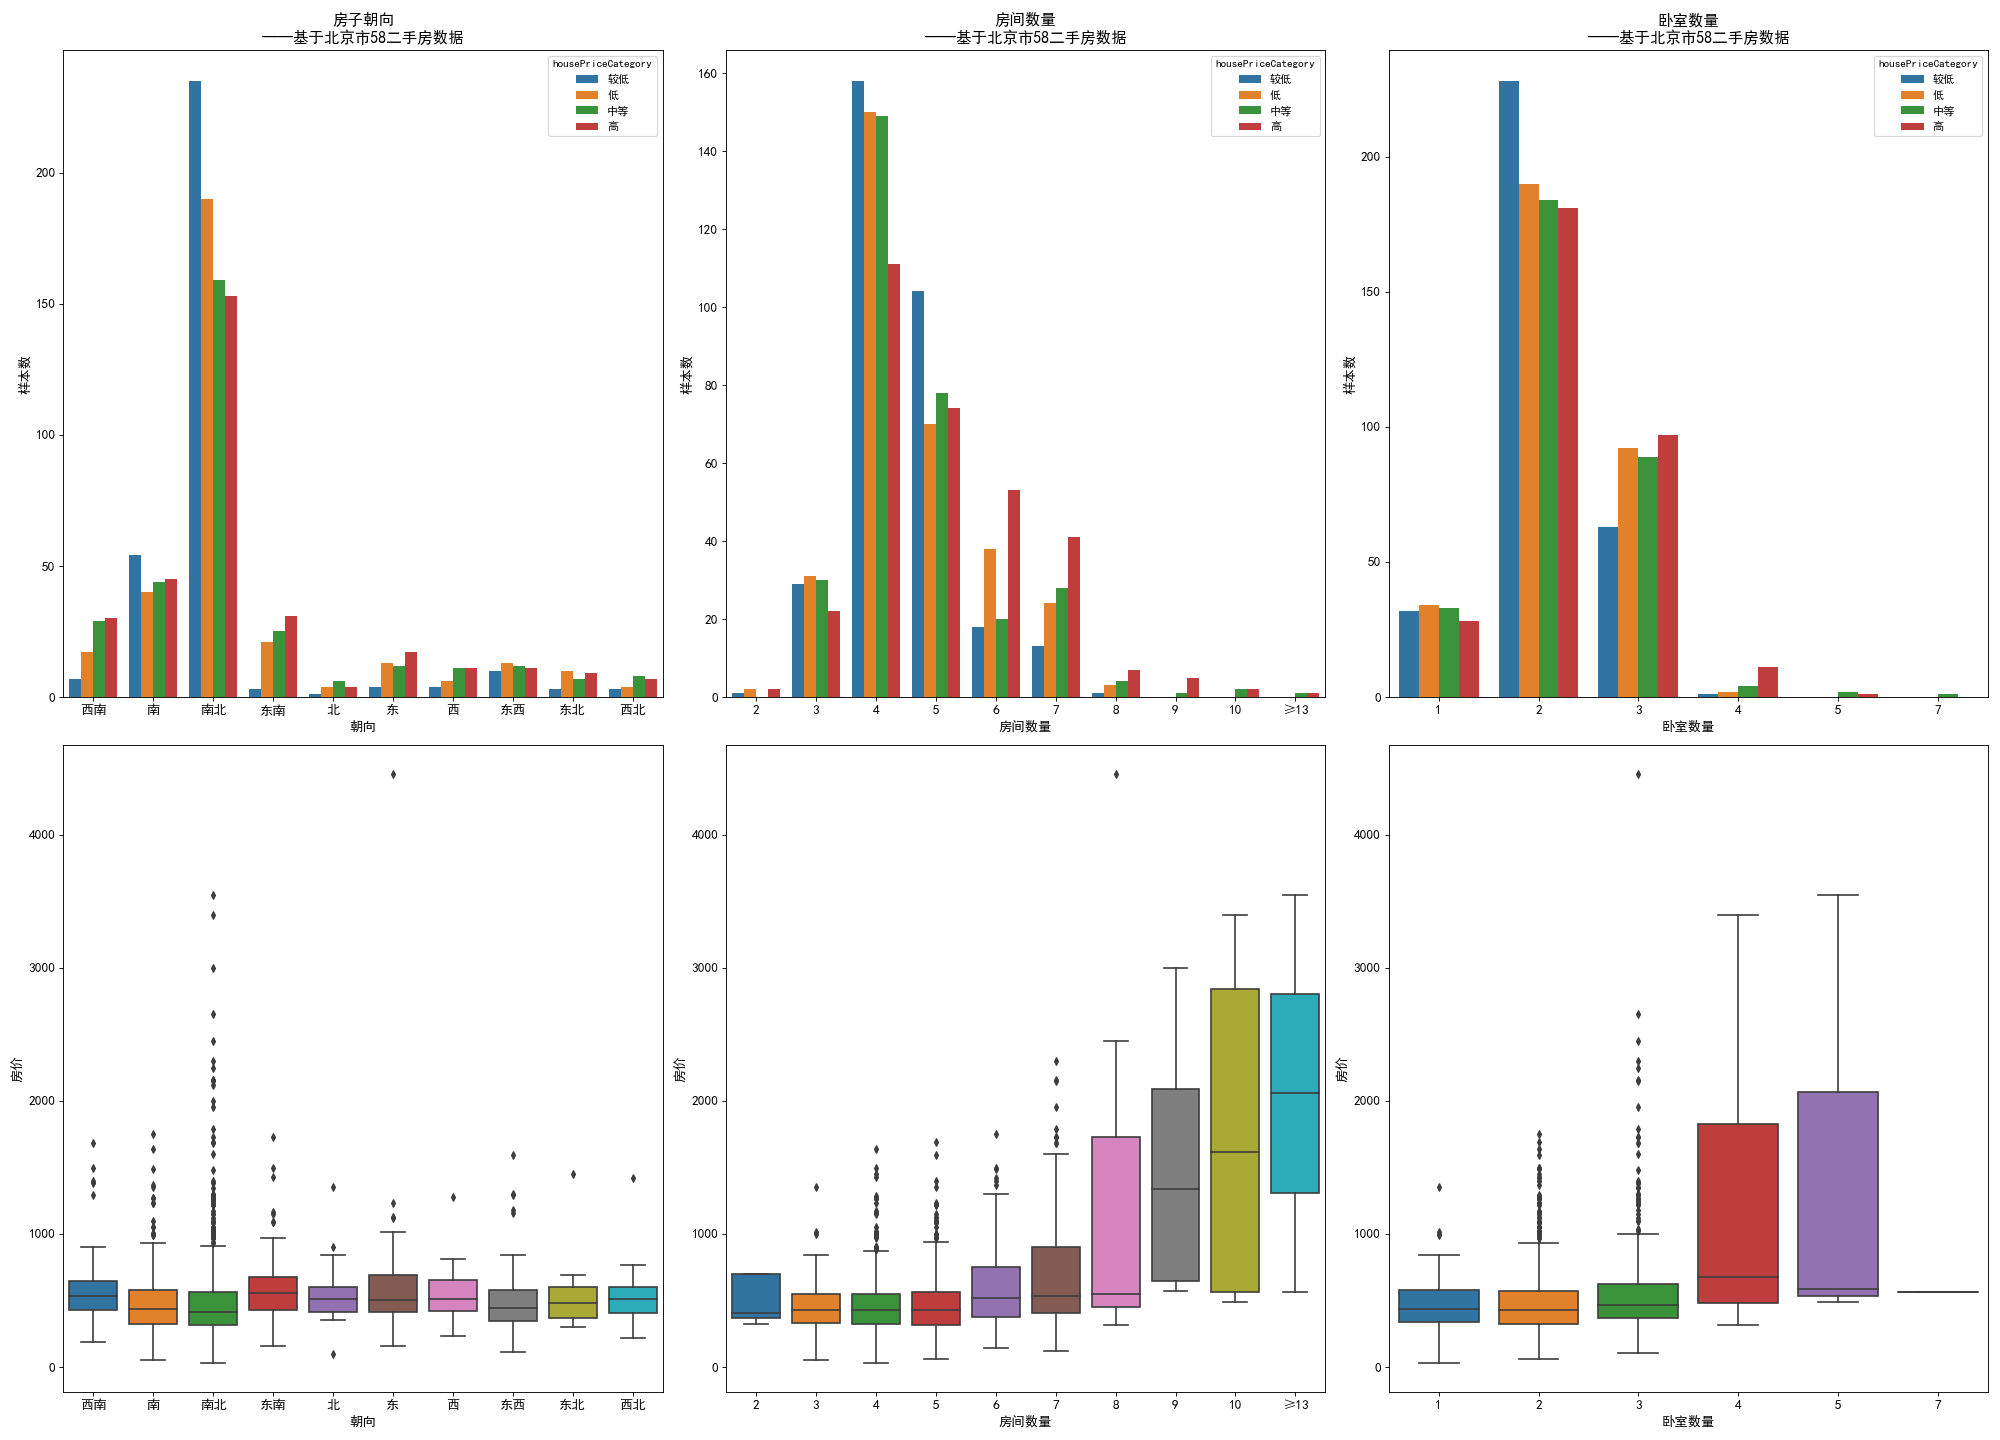 房子朝向
——基于北京市58二手房数据
housePriceCategory
较低
低
中等
高
200
150
100
50
0
样本数
西南 南 南北 东南 北 东 西 东西 东北 西北
朝向
房间数量
——基于北京市58二手房数据
housePriceCategory
较低
低
中等
高
160
140
120
100
80
60
40
20
0
样本数
2 3 4 5 6 7 8 9 10 ≥13
房间数量
卧室数量
——基于北京市58二手房数据
housePriceCategory
较低
低
中等
高
200
150
100
50
0
样本数
1 2 3 4 5 7
卧室数量
4000
3000
2000
1000
0
房价
西南 南 南北 东南 北 东 西 东西 东北 西北
朝向
4000
3000
2000
1000
0
房价
2 3 4 5 6 7 8 9 10 ≥13
房间数量
4000
3000
2000
1000
0
房价
1 2 3 4 5 7
卧室数量